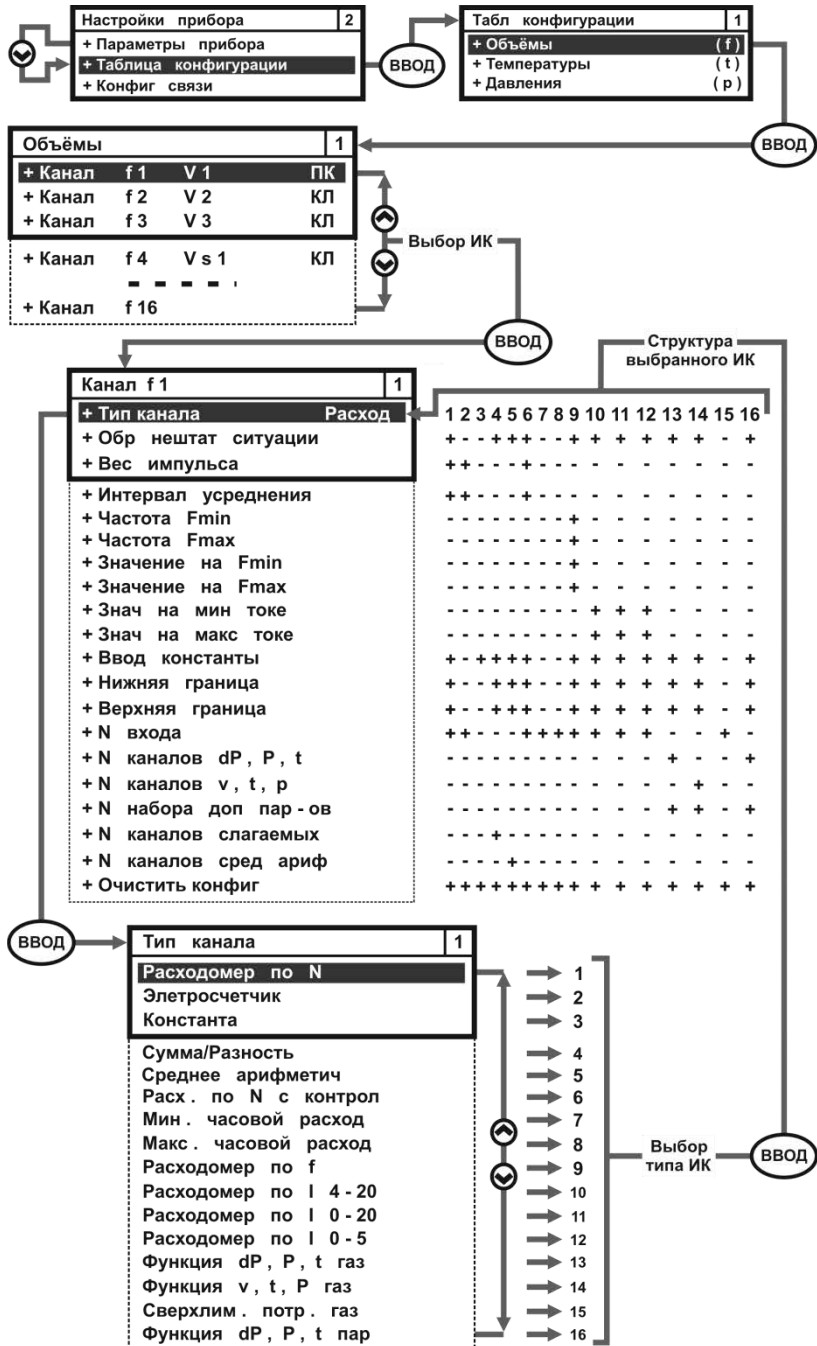 Настройки прибора 2
+ Параметры прибора
+ Таблица конфигурации
+ Конфиг связи
ВВОД
Табл конфигурации 1
+ Объёмы ( f )
+ Температуры ( t )
+ Давления ( p )
ВВОД
Объёмы 1
+ Канал f 1 V 1 ПК
+ Канал f 2 V 2 КЛ
+ Канал f 3 V 3 КЛ
+ Канал f 4 V s 1 КЛ
+ Канал f 16
Выбор ИК
ВВОД
Структура
выбранного ИК
Канал f 1 1
+ Тип канала Расход 1 2 3 4 5 6 7 8 9 10 11 12 13 14 15 16
+ Обр нештат ситуации + - - + + + - - + + + + + + - +
+ Вес импульса + + - - - + - - - - - - - - - -
+ Интервал усреднения + + - - - + - - - - - - - - - -
+ Частота Fmin - - - - - - - - + - - - - - - -
+ Частота Fmax - - - - - - - - + - - - - - - -
+ Значение на Fmin - - - - - - - - + - - - - - - -
+ Значение на Fmax - - - - - - - - + - - - - - - -
+ Знач на мин токе - - - - - - - - - + + + - - - -
+ Знач на макс токе - - - - - - - - - + + + - - - -
+ Ввод константы + - + + + + - - + + + + + + - +
+ Нижняя граница + - - + + + - - + + + + + + - +
+ Верхняя граница + - - + + + - - + + + + + + - +
+ N входа + + - - - + + + + + + + - - + -
+ N каналов dP , P , t - - - - - - - - - - - - + - - +
+ N каналов v , t , p - - - - - - - - - - - - - + - -
+ N набора доп пар - ов - - - - - - - - - - - - + + - +
+ N каналов слагаемых - - - + - - - - - - - - - - - -
+ N каналов сред ариф - - - - + - - - - - - - - - - -
+ Очистить конфиг + + + + + + + + + + + + + + + +
ВВОД
Тип канала 1
Расходомер по N 1
Элетросчетчик 2
Константа 3
Сумма/Разность 4
Среднее арифметич 5
Расх . по N с контрол 6
Мин . часовой расход 7
Макс . часовой расход 8
Расходомер по f 9
Расходомер по I 4 - 20 10
Расходомер по I 0 - 20 11
Расходомер по I 0 - 5 12
Функция dP , P , t газ 13
Функция v , t , P газ 14
Сверхлим . потр . газ 15
Функция dP , P , t пар 16
Выбор
типа ИК
ВВОД